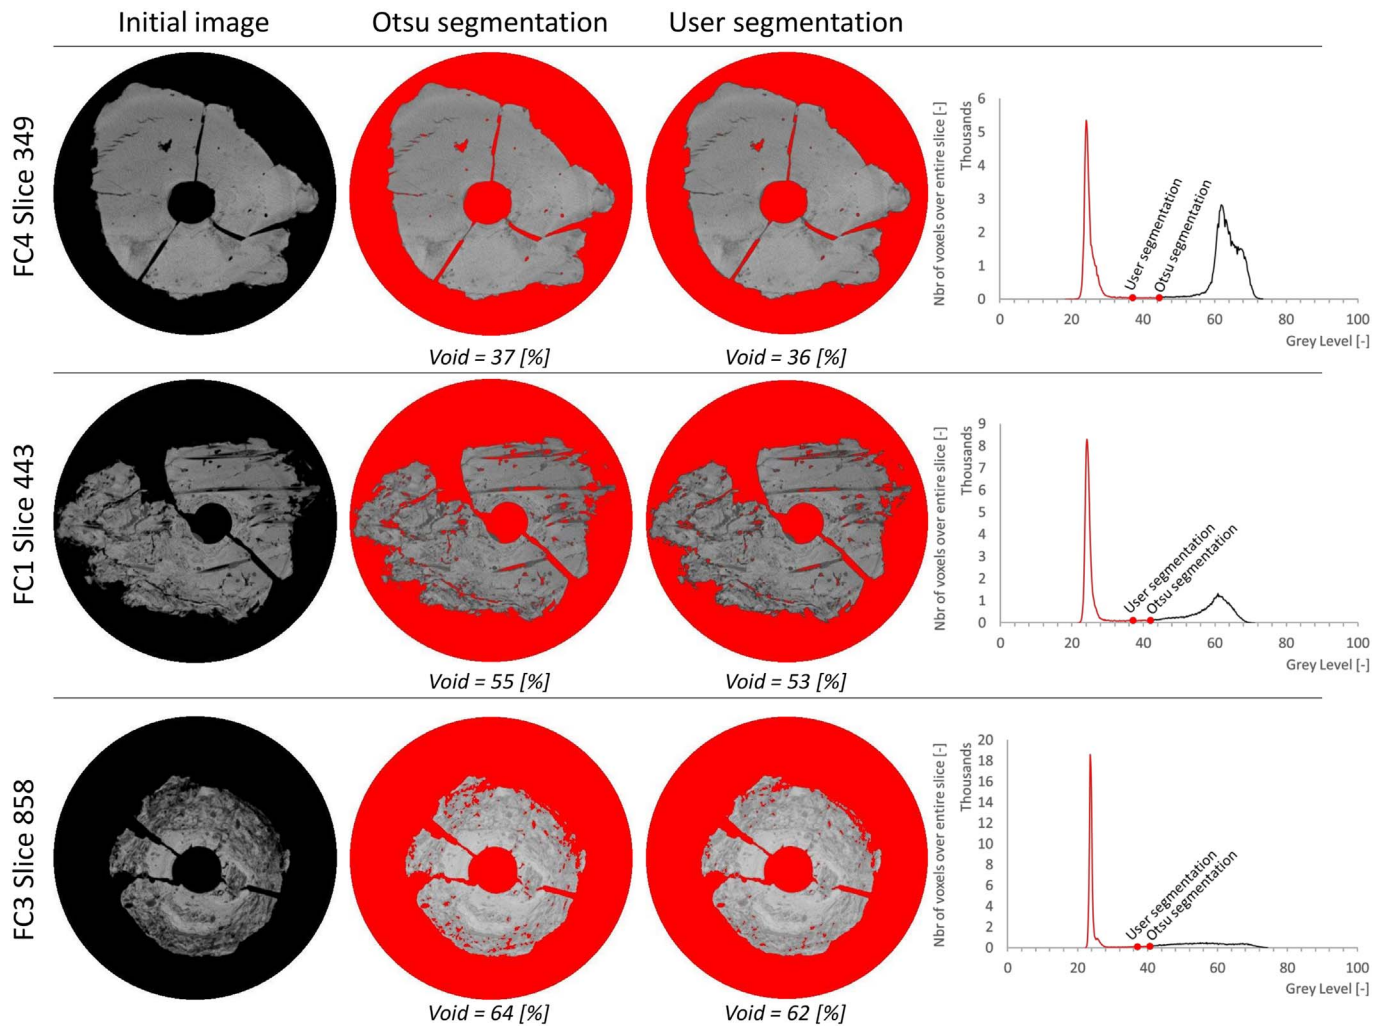 Initial image
Otsu segmentation
User segmentation
FC4 Slice 349
Void = 37 [%]
Void = 36 [%]
Nbr of voxels over entire slice [-]
Thousands
6
5
4
3
2
1
0
User segmentation
Otsu segmentation
0
20
40
60
80
100
Grey Level [-]
FC1 Slice 443
Void = 55 [%]
Void = 53 [%]
Nbr of voxels over entire slice [-]
Thousands
9
8
7
6
5
4
3
2
1
0
User segmentation
Otsu segmentation
0
20
40
60
80
100
Grey Level [-]
FC3 Slice 858
Void = 64 [%]
Void = 62 [%]
Nbr of voxels over entire slice [-]
Thousands
20
18
16
14
12
10
8
6
4
2
0
User segmentation
Otsu segmentation
0
20
40
60
80
100
Grey Level [-]